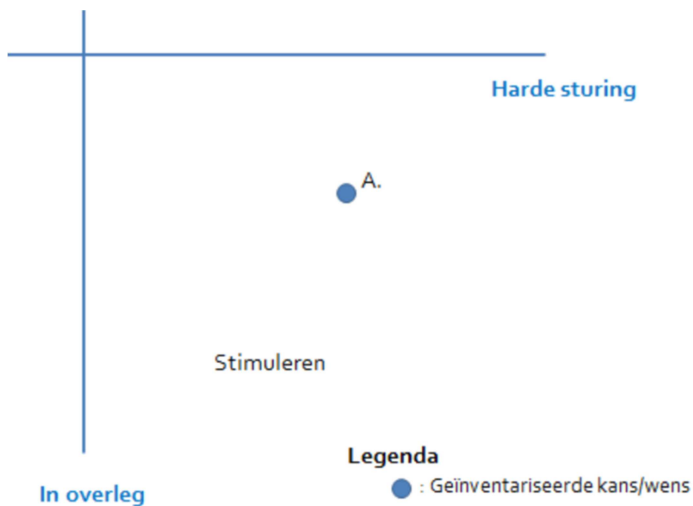 Harde sturing
A.
Stimuleren
Legenda
: Geïnventariseerde kans/wens
In overleg